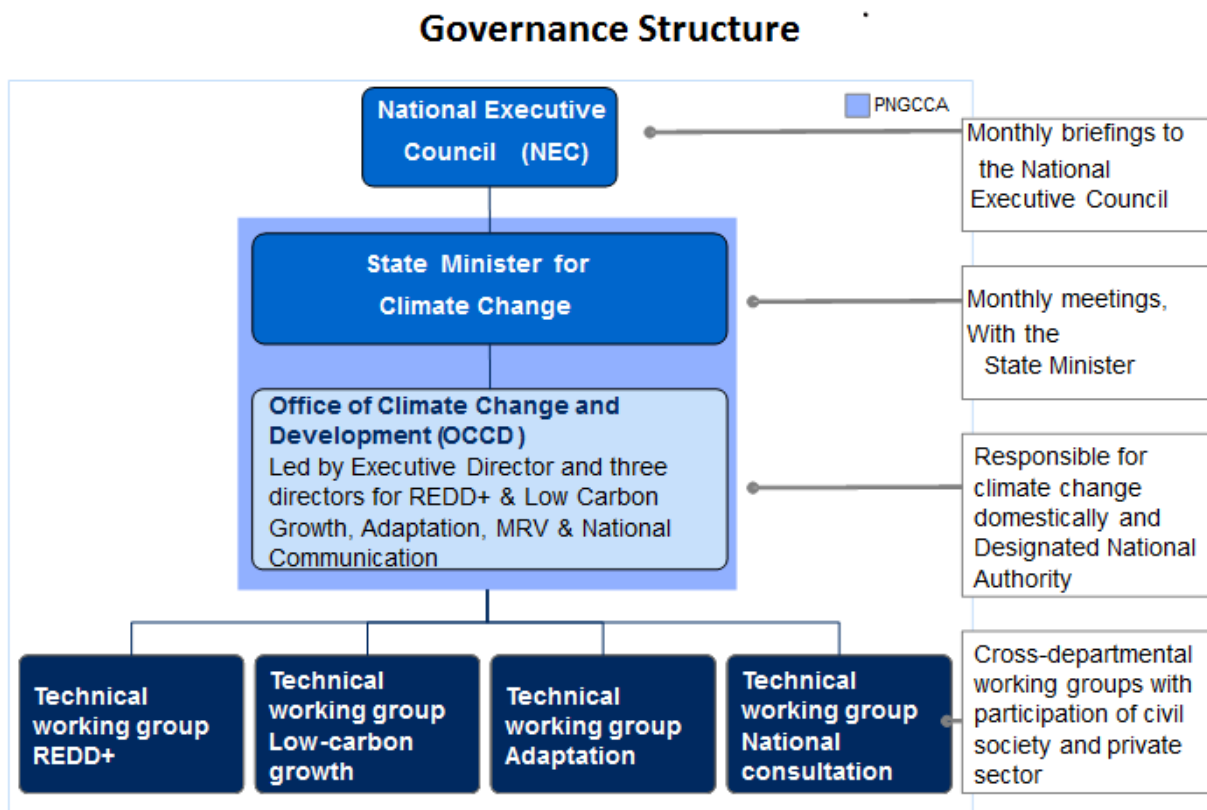 Governance Structure
National Executive
Council (NEC)
PNGCCA
Monthly briefings to
the National
Executive Council
State Minister for
Climate Change
Monthly meetings,
With the
State Minister
Office of Climate Change and
Development (OCCD)
Led by Executive Director and three
directors for REDD+ & Low Carbon
Growth, Adaptation, MRV & National
Communication
Responsible for
climate change
domestically and
Designated National
Authority
Technical
working group
REDD+
Technical
working group
Low-carbon
growth
Technical
working group
Adaptation
Technical
working group
National
consultation
Cross-departmental
working groups with
participation of civil
society and private
sector